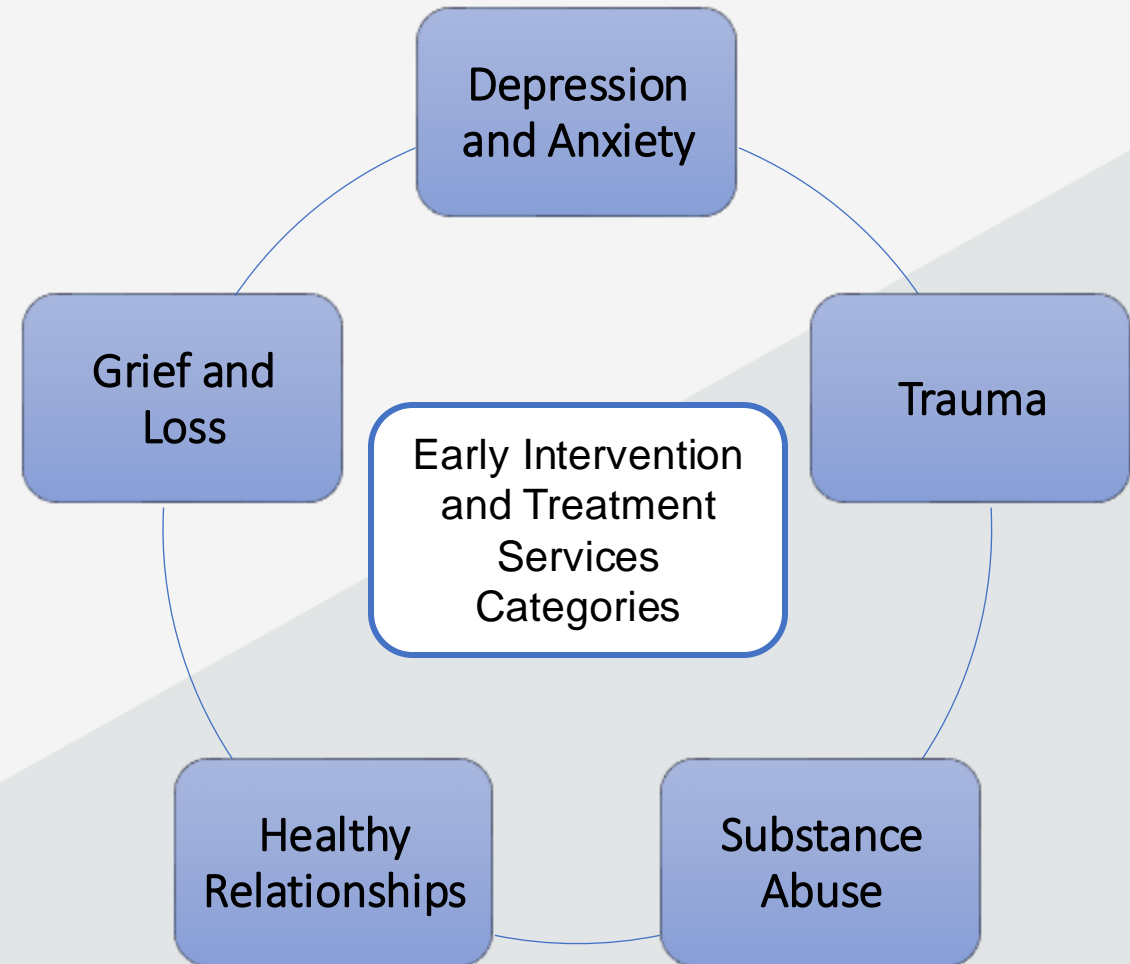 Depression
and Anxiety
Grief and
Loss
Trauma
Early Intervention
and Treatment
Services
Categories
Healthy
Relationships
Substance
Abuse